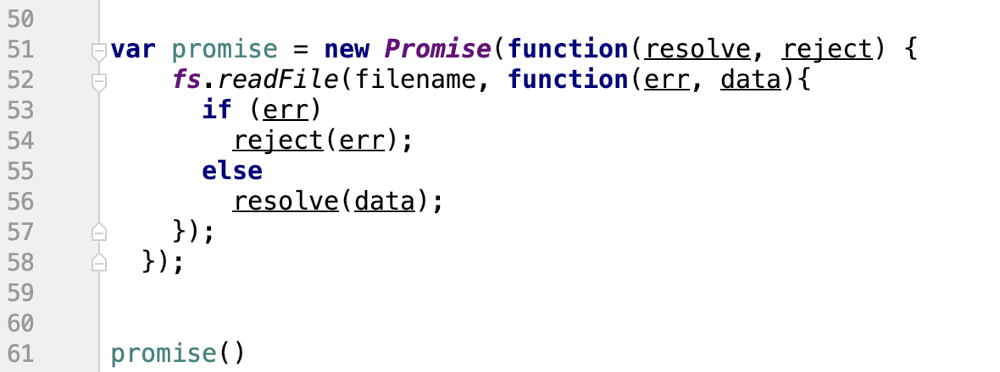 50
51 var promise = new Promise(function(resolve, reject) {
52     fs.readFile(filename, function(err, data){
53       if (err)
54         reject(err);
55       else
56         resolve(data);
57     });
58   });
59
60
61 promise()